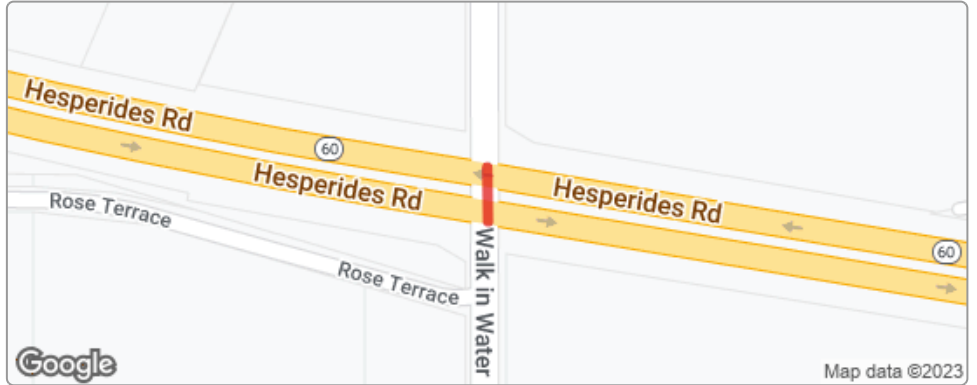 Hesperides Rd
60
Hesperides Rd
Hesperides Rd
Rose Terrace
60
Rose Terrace
Walk in Water
Google
Map data ©2023